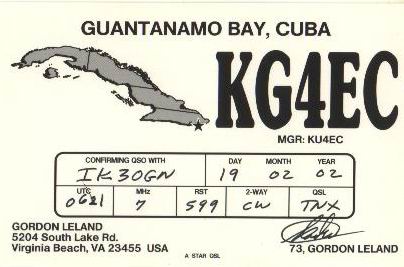 GUANTANAMO BAY, CUBA
KG4EC
MGR: KU4EC
CONFIRMING QSO WITH DAY MONTH YEAR
IK3OGN 19 02 02
UTC MHz RST 2-WAY QSL
0621 7 599 CW TNX
GORDON LELAND
5204 South Lake Rd.
Virginia Beach, VA 23455 USA
73, GORDON LELAND
A STAR QSL